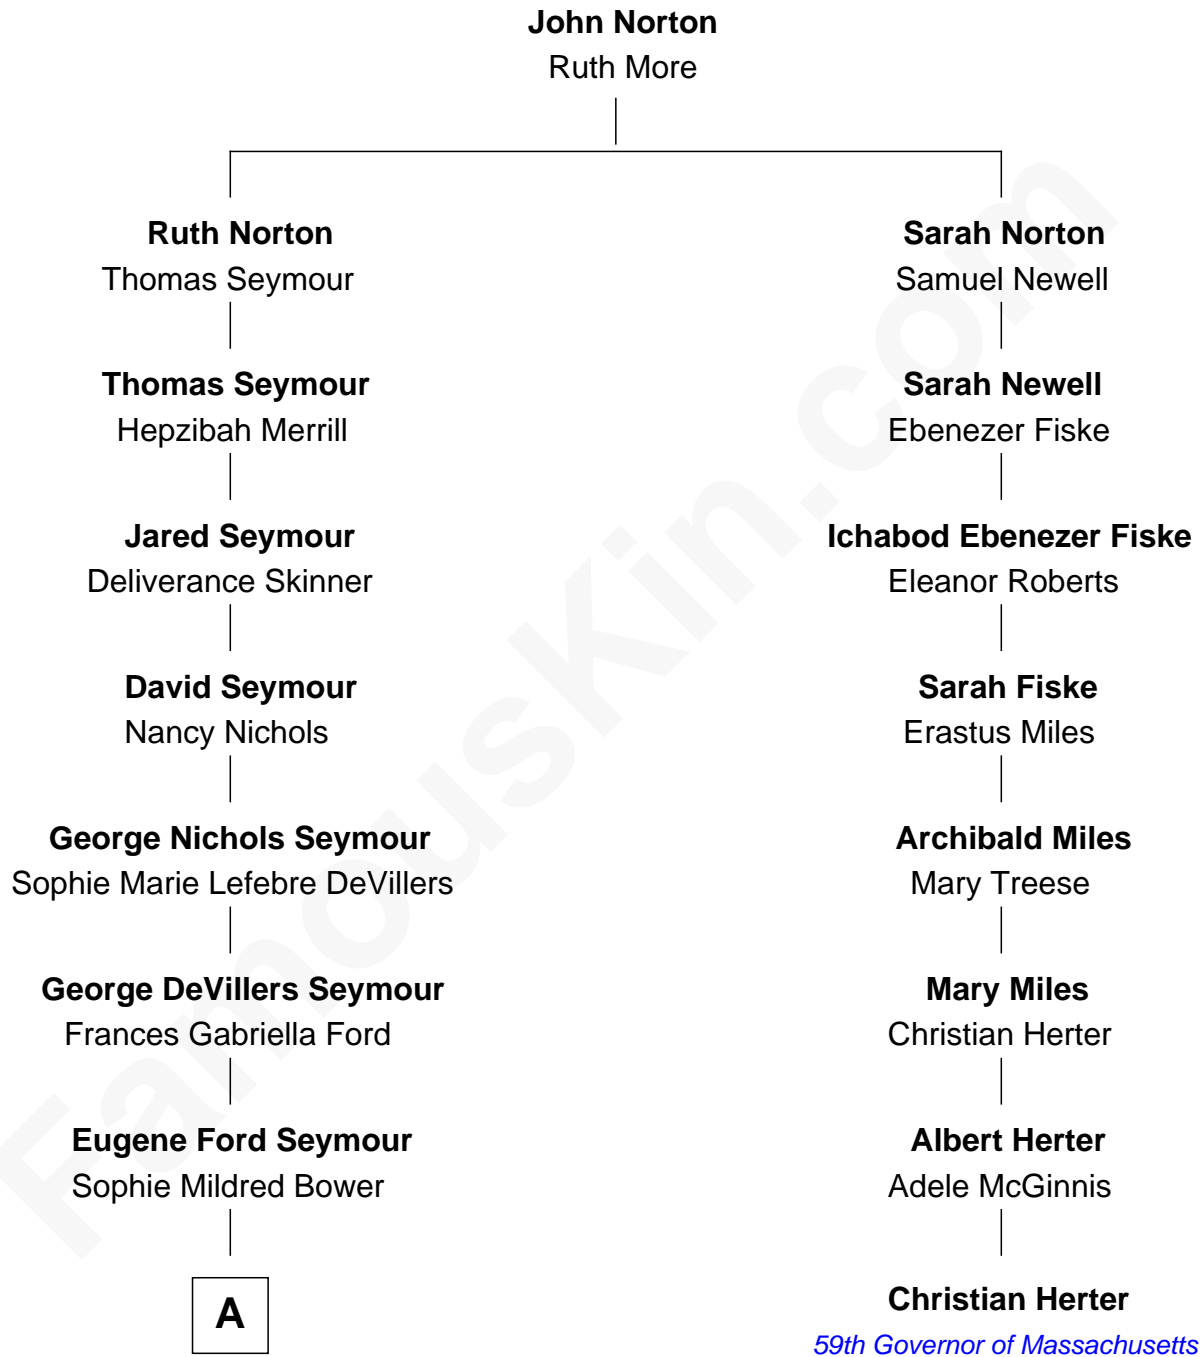 John Norton
Ruth More
Ruth Norton
Thomas Seymour
Thomas Seymour
Hepzibah Merrill
Jared Seymour
Deliverance Skinner
David Seymour
Nancy Nichols
George Nichols Seymour
Sophie Marie Lefebre DeVillers
George DeVillers Seymour
Frances Gabriella Ford
Eugene Ford Seymour
Sophie Mildred Bower
A
Sarah Norton
Samuel Newell
Sarah Newell
Ebenezer Fiske
Ichabod Ebenezer Fiske
Eleanor Roberts
Sarah Fiske
Erastus Miles
Archibald Miles
Mary Treese
Mary Miles
Christian Herter
Albert Herter
Adele McGinnis
Christian Herter
59th Governor of Massachusetts
FamousKin.com